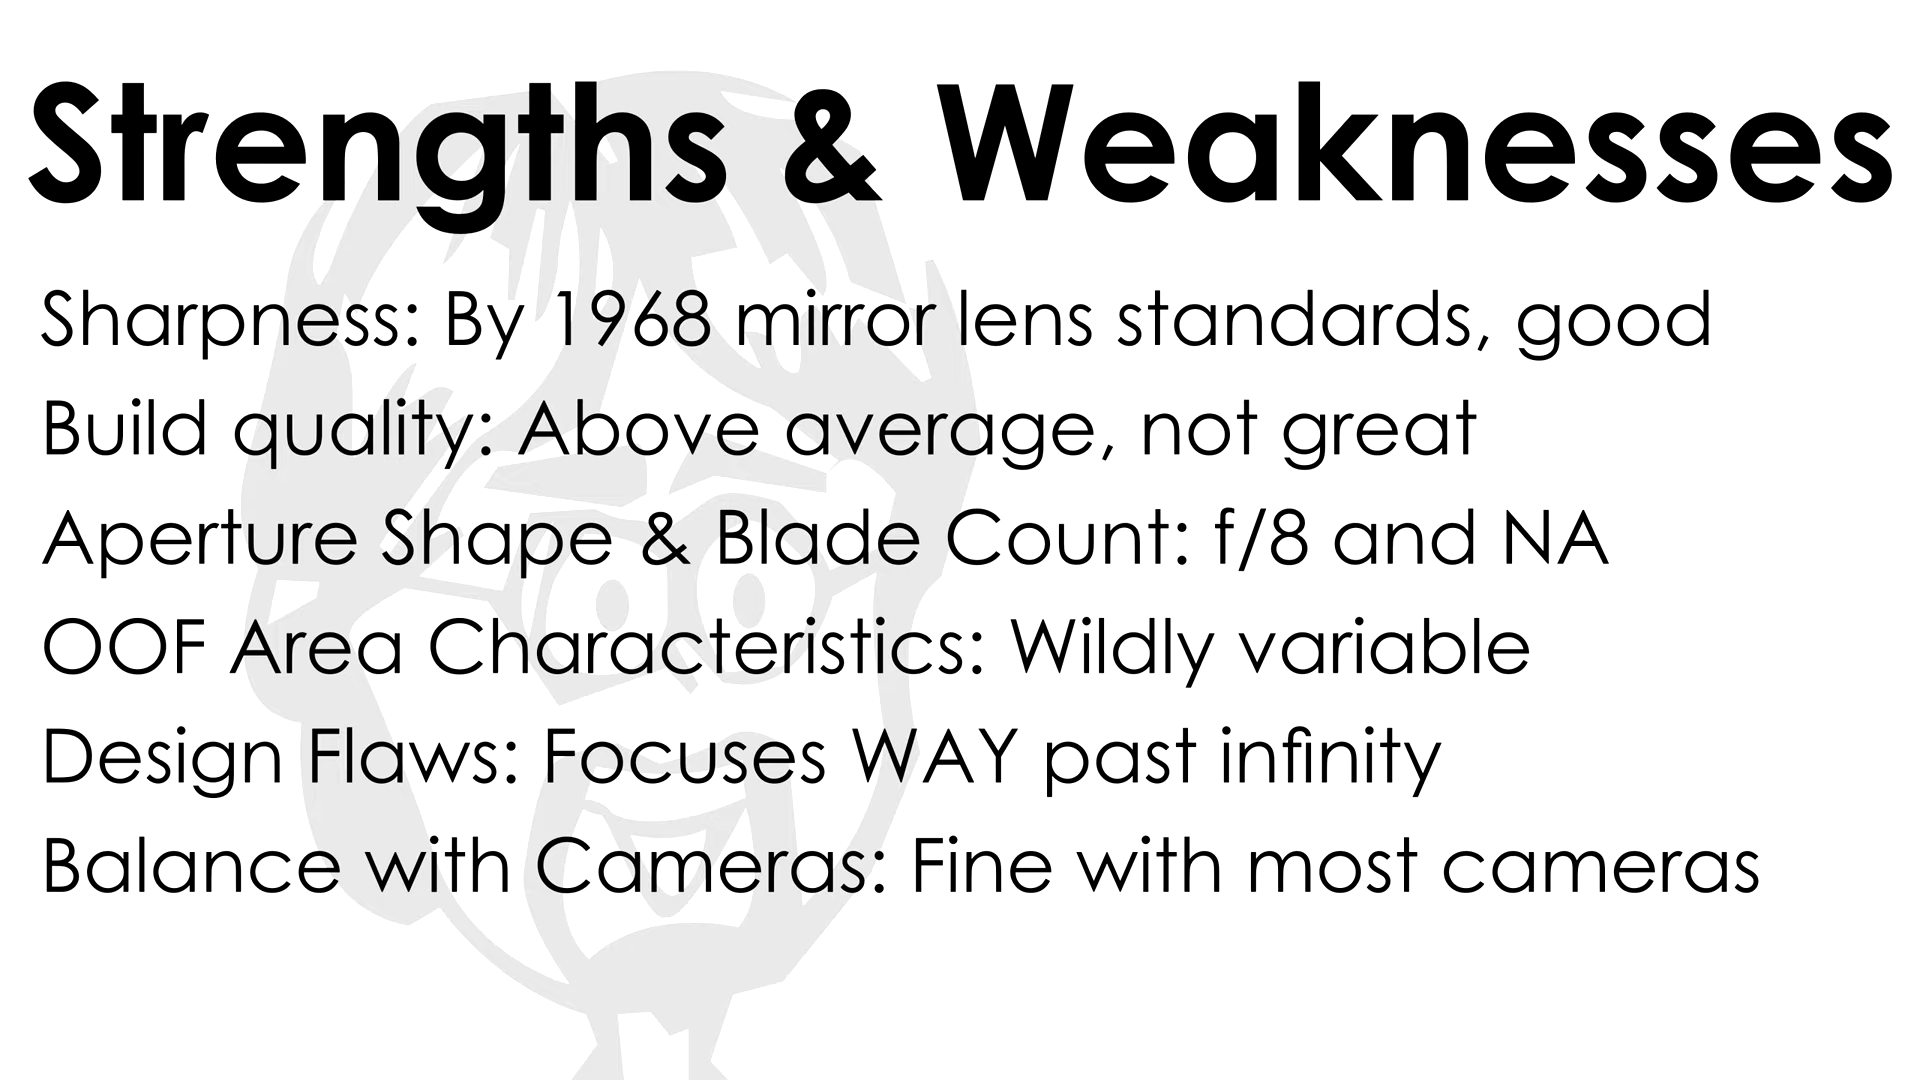 Strengths & Weaknesses
Sharpness: By 1968 mirror lens standards, good
Build quality: Above average, not great
Aperture Shape & Blade Count: f/8 and NA
OOF Area Characteristics: Wildly variable
Design Flaws: Focuses WAY past infinity
Balance with Cameras: Fine with most cameras